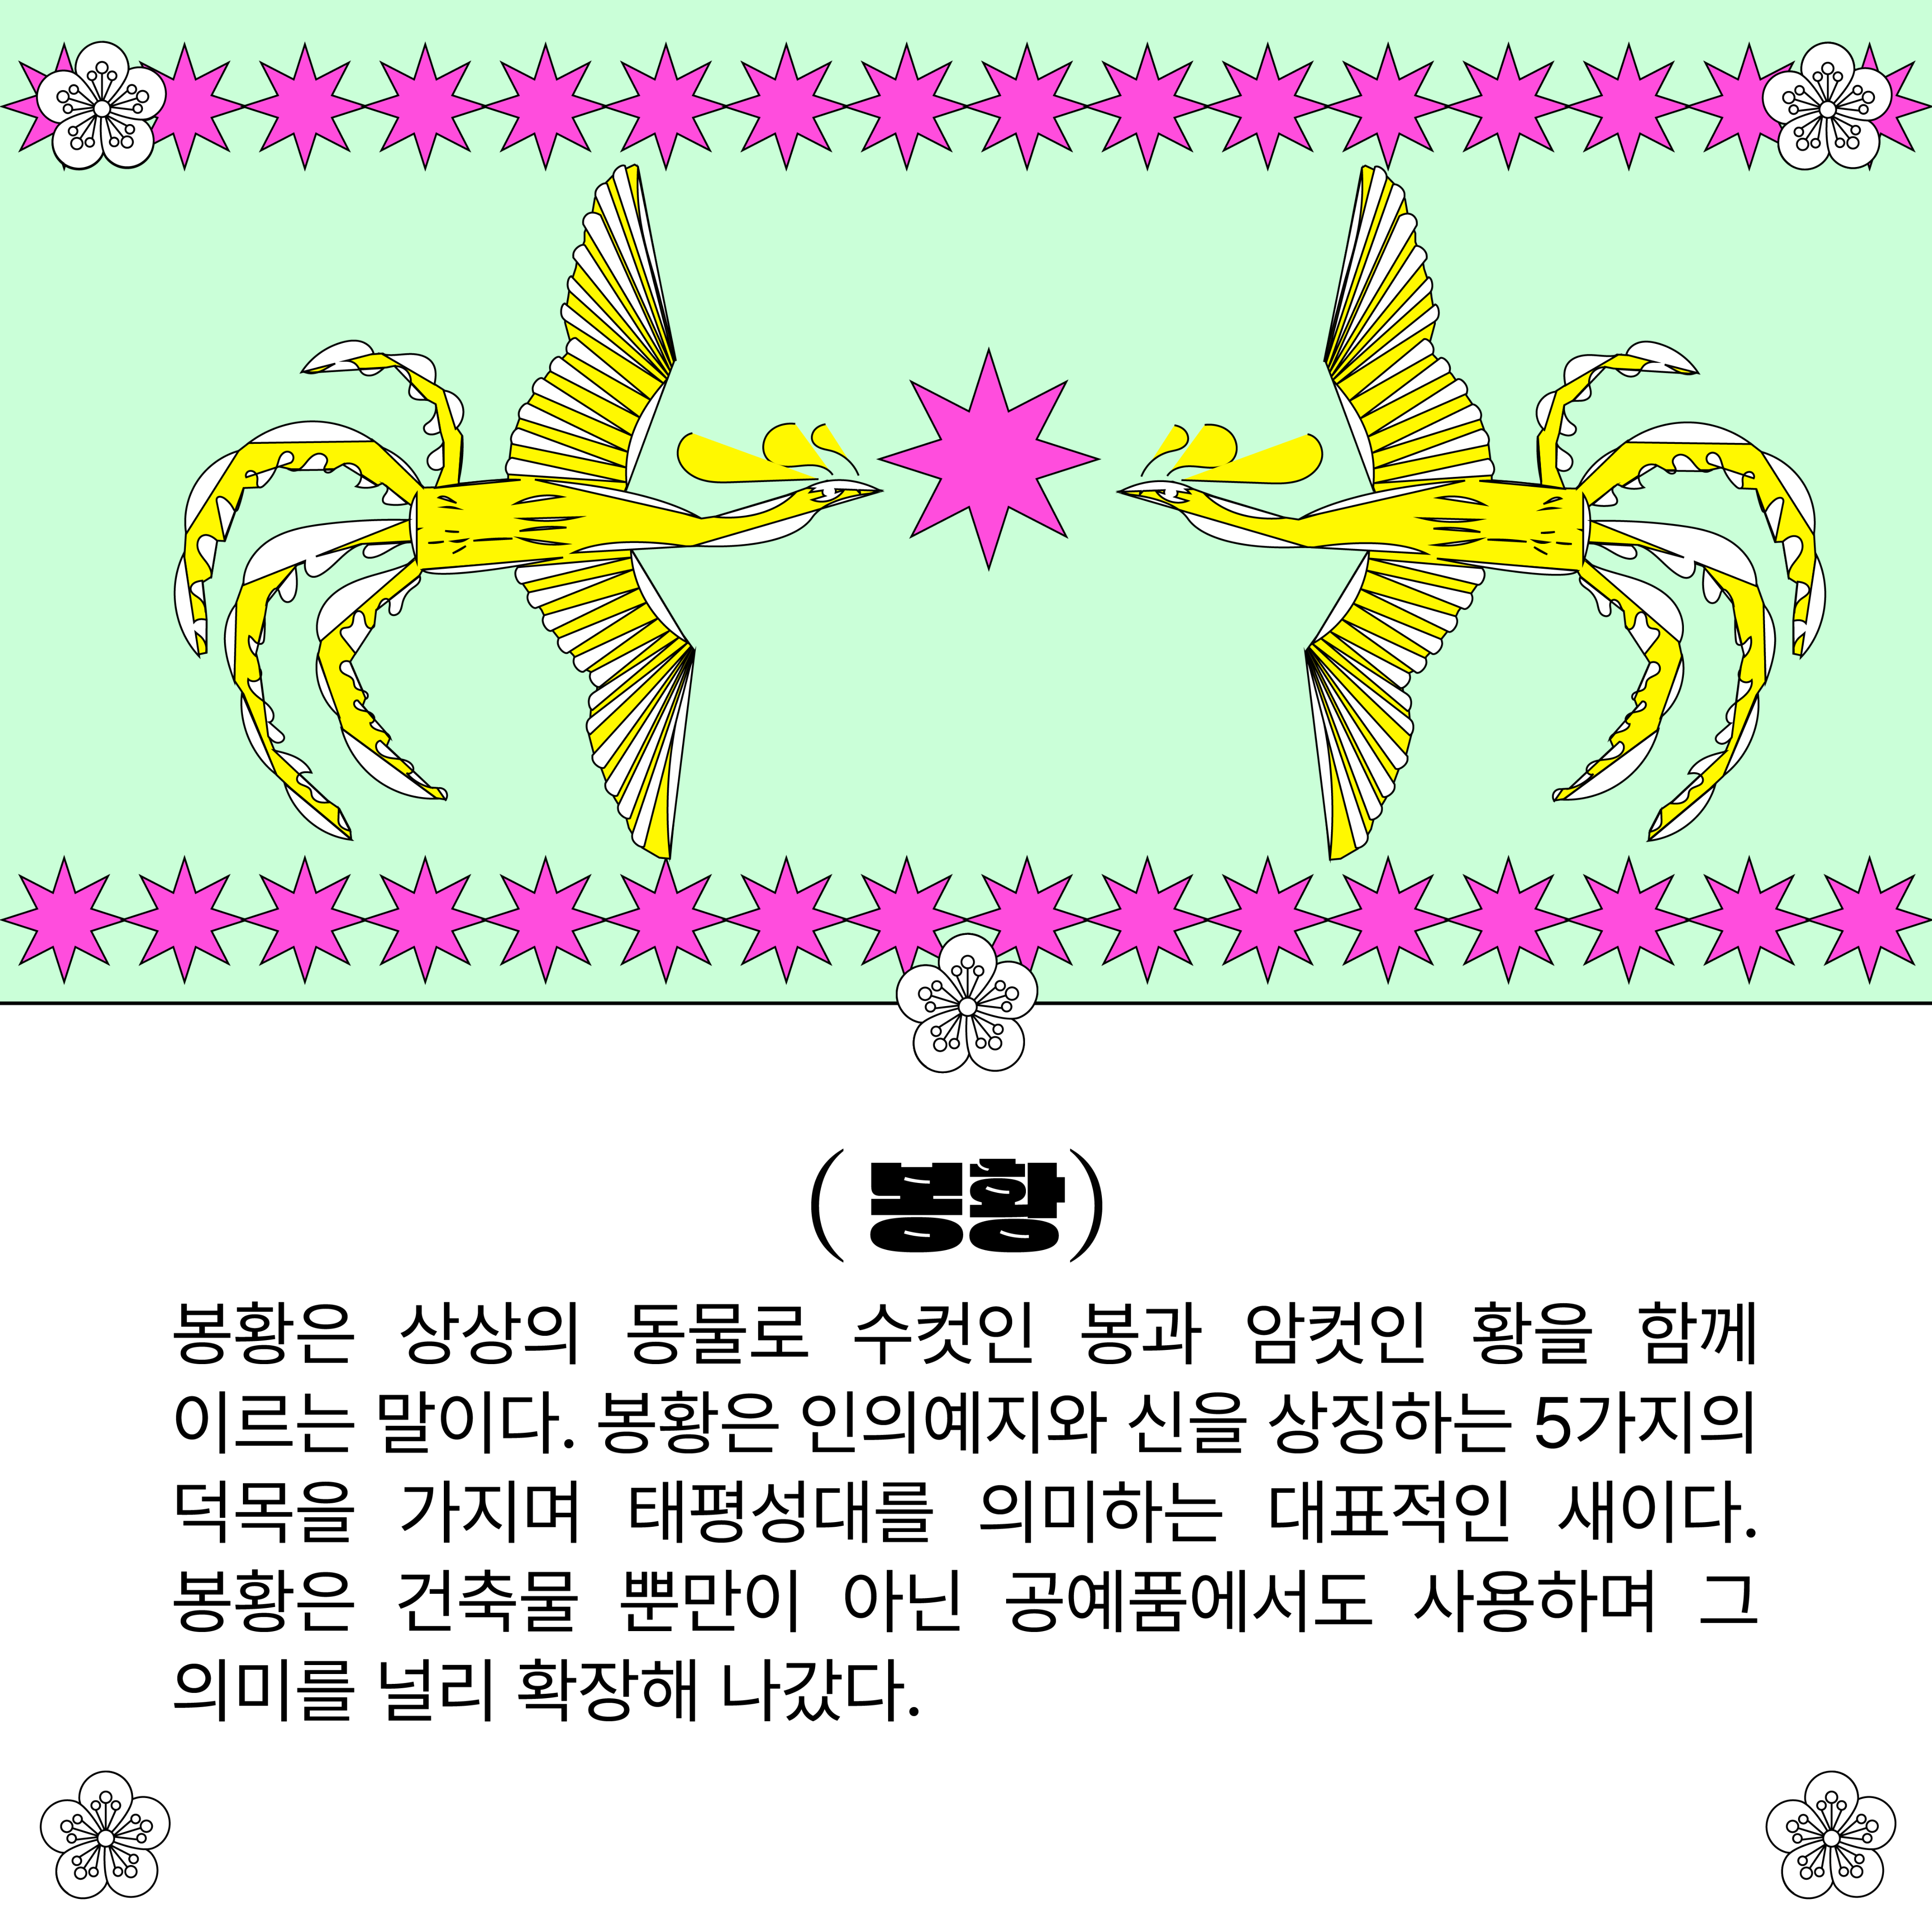 (봉황)
봉황은 상상의 동물로 수컷인 봉과 암컷인 황을 함께
이르는 말이다. 봉황은 인의예지와 신을 상징하는 5가지의
덕목을 가지며 태평성대를 의미하는 대표적인 새이다.
봉황은 건축물 뿐만이 아닌 공예품에서도 사용하며 그
의미를 널리 확장해 나갔다.